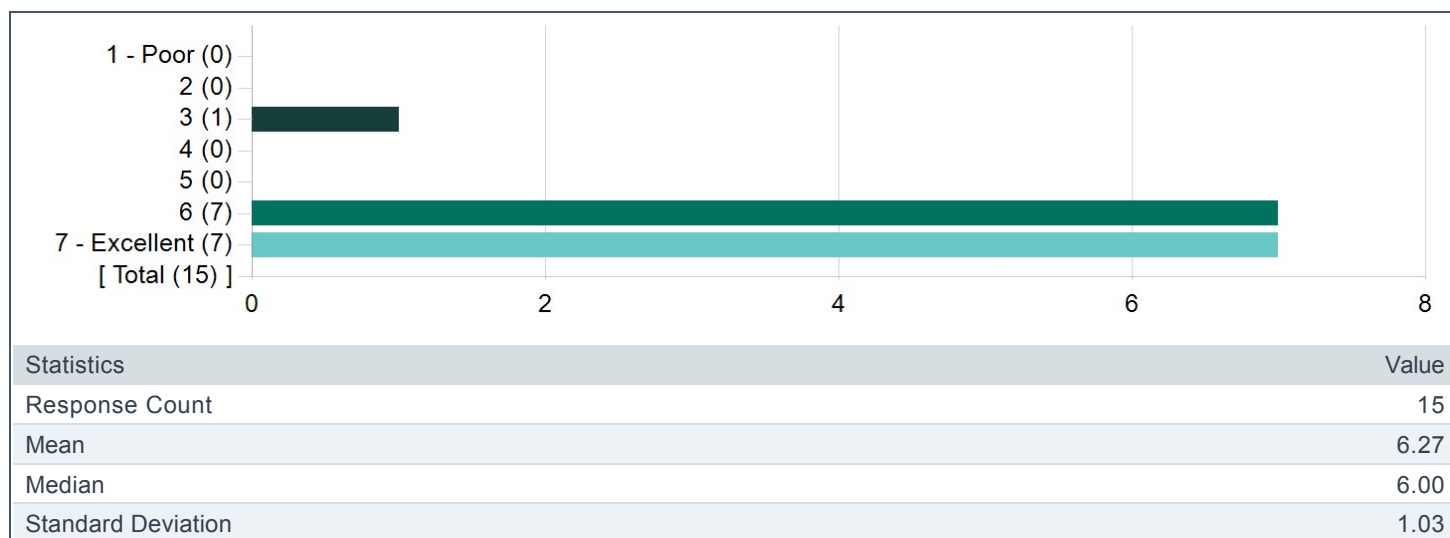 1 - Poor (0)
2 (0)
3 (1)
4 (0)
5 (0)
6 (7)
7 - Excellent (7)
[ Total (15) ]
0 2 4 6 8
Statistics Value
Response Count 15
Mean 6.27
Median 6.00
Standard Deviation 1.03